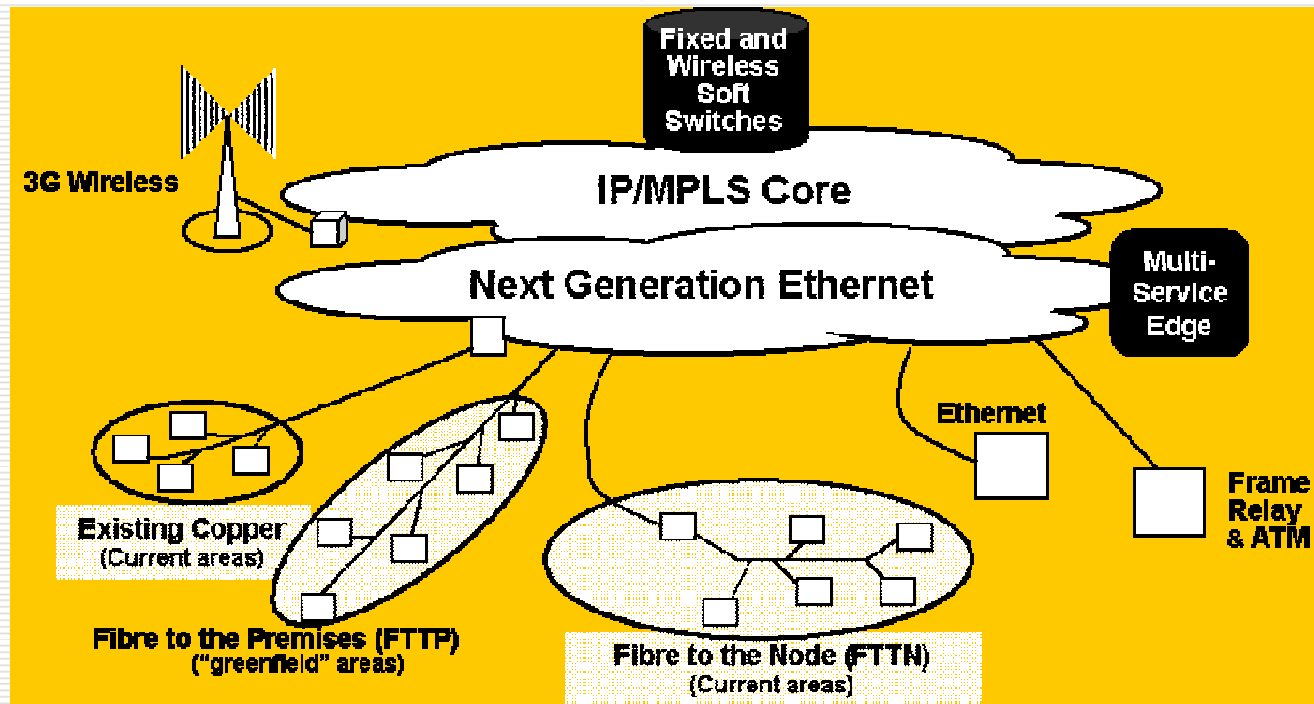 Fixed and
Wireless
Soft
Switches
3G Wireless
IP/MPLS Core
Next Generation Ethernet
Multi-
Service
Edge
Ethernet
Frame
Relay
& ATM
Existing Copper
(Current areas)
Fibre to the Premises (FTTP)
("greenfield" areas)
Fibre to the Node (FTTN)
(Current areas)